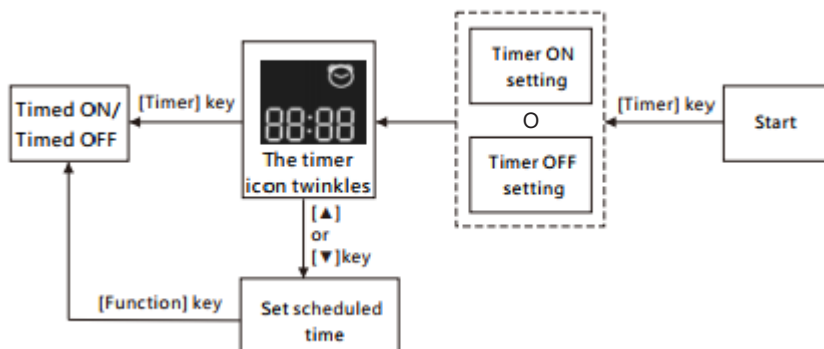 Timed ON/
Timed OFF
[Timer] key
88:88
The timer
icon twinkles
[▲]
or
[▼]key
[Function] key
Set scheduled
time
Timer ON
setting
O
Timer OFF
setting
[Timer] key
Start